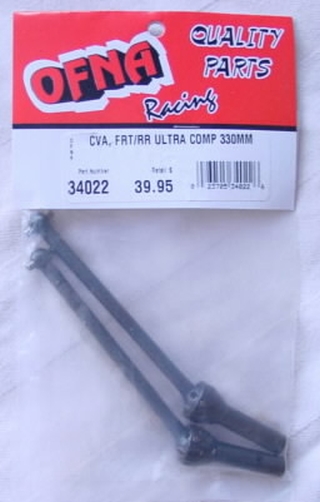 OFNA
Racing
QUALITY
PARTS
CVA, FRT/RR ULTRA COMP 330MM
Part Number
Retail $
34022
39.95